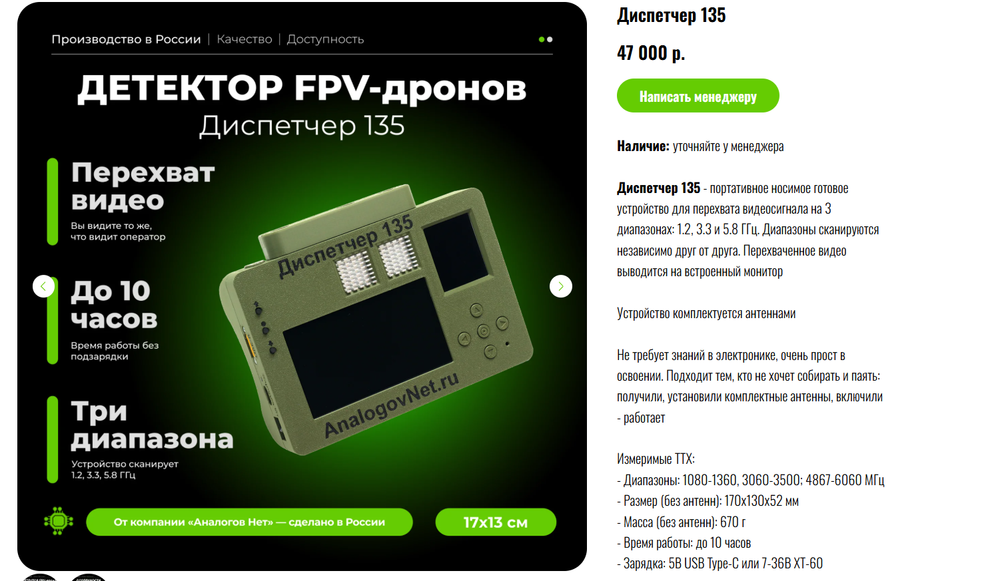 Производство в России | Качество | Доступность
ДЕТЕКТОР FPV-дронов
Диспетчер 135
Перехват
видео
Вы видите то же,
что видит оператор
До 10
часов
Время работы без
подзарядки
Три
диапазона
Устройство сканирует
1.2, 3.3, 5.8 ГГц
Диспетчер 135
AnalogovNet.ru
От компании «Аналогов Нет» — сделано в России
17x13 см
Диспетчер 135
47 000 р.
Написать менеджеру
Наличие: уточняйте у менеджера
Диспетчер 135 - портативное носимое готовое
устройство для перехвата видеосигнала на 3
диапазонах: 1.2, 3.3 и 5.8 ГГц. Диапазоны сканируются
независимо друг от друга. Перехваченное видео
выводится на встроенный монитор
Устройство комплектуется антеннами
Не требует знаний в электронике, очень прост в
освоении. Подходит тем, кто не хочет собирать и паять:
получили, установили комплектные антенны, включили
- работает
Измеримые ТТХ:
- Диапазоны: 1080-1360, 3060-3500; 4867-6060 МГц
- Размер (без антенн): 170x130x52 мм
- Масса (без антенн): 670 г
- Время работы: до 10 часов
- Зарядка: 5В USB Type-C или 7-36В XT-60